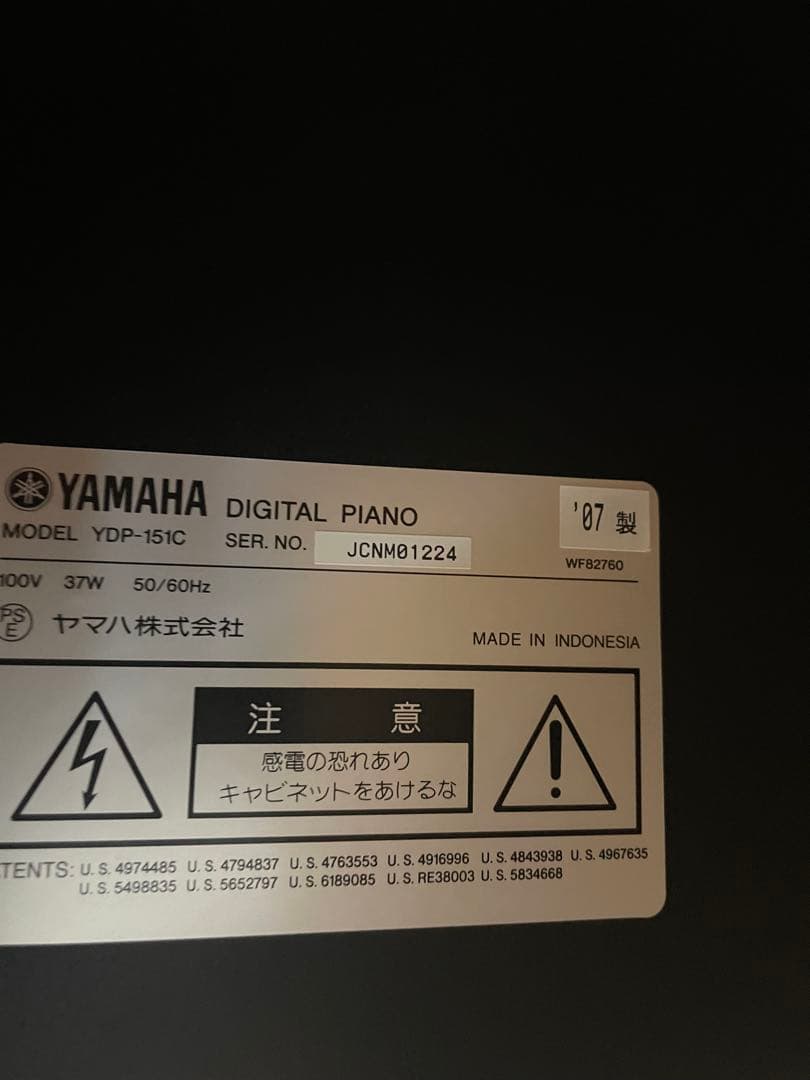 YAMAHA DIGITAL PIANO
'07 製
MODEL YDP-151C SER. NO. JCNM01224
WF82760
100V 37W 50/60Hz
PS
E
ヤマハ株式会社
MADE IN INDONESIA
注意
感電の恐れあり
キャビネットをあけるな
TENTS: U. S. 4974485 U. S. 4794837 U. S. 4763553 U. S. 4916996 U. S. 4843938 U. S. 4967635
U. S. 5498835 U. S. 5652797 U. S. 6189085 U. S. RE38003 U. S. 5834668